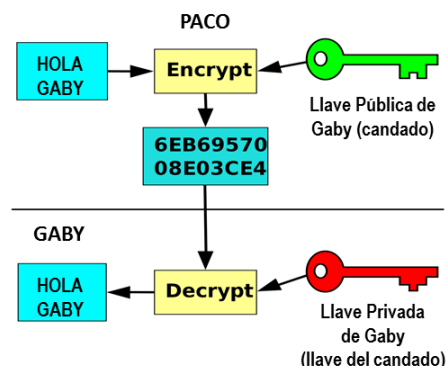 PACO
HOLA
GABY
Encrypt
Llave Pública de
Gaby (candado)
6EB69570
08E03CE4
GABY
HOLA
GABY
Decrypt
Llave Privada
de Gaby
(llave del candado)